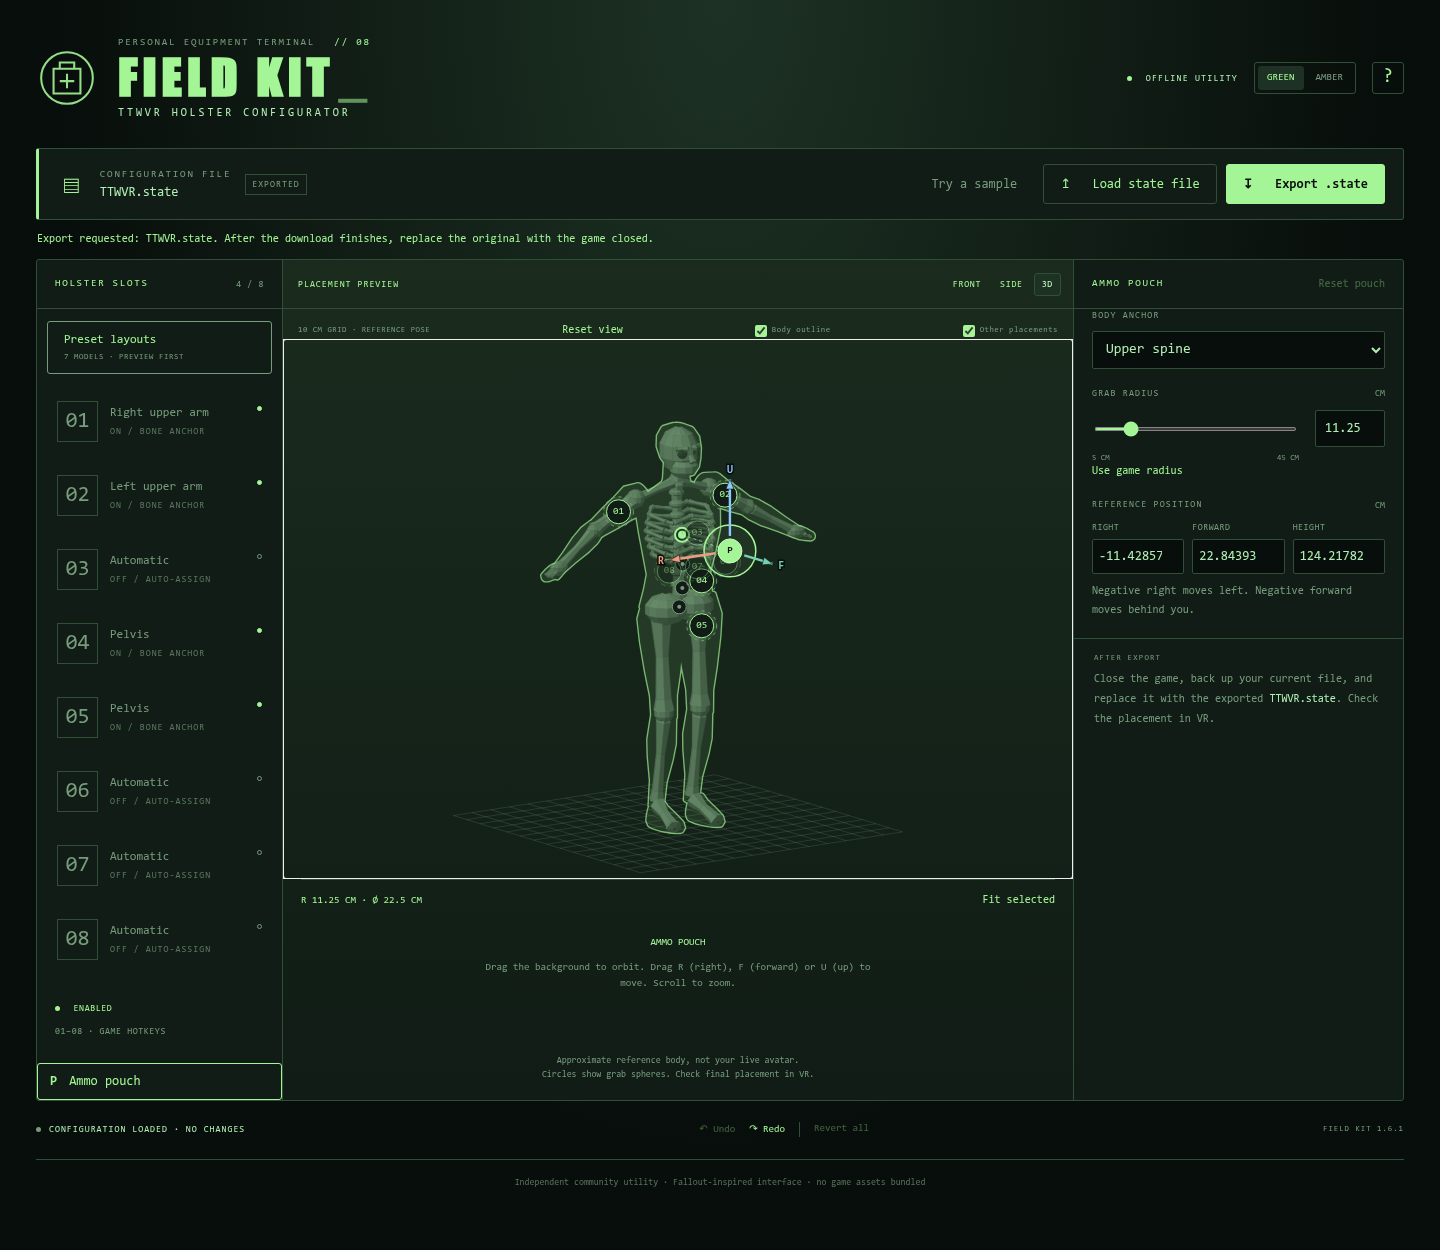 PERSONAL EQUIPMENT TERMINAL // 08
FIELD KIT_
TTWVR HOLSTER CONFIGURATOR
OFFLINE UTILITY
GREEN
AMBER
?
CONFIGURATION FILE
TTWVR.state
EXPORTED
Try a sample
↥ Load state file
↧ Export .state
Export requested: TTWVR.state. After the download finishes, replace the original with the game closed.
HOLSTER SLOTS
4 / 8
Preset layouts
7 MODELS · PREVIEW FIRST
01
Right upper arm
ON / BONE ANCHOR
02
Left upper arm
ON / BONE ANCHOR
03
Automatic
OFF / AUTO-ASSIGN
04
Pelvis
ON / BONE ANCHOR
05
Pelvis
ON / BONE ANCHOR
06
Automatic
OFF / AUTO-ASSIGN
07
Automatic
OFF / AUTO-ASSIGN
08
Automatic
OFF / AUTO-ASSIGN
ENABLED
01–08 · GAME HOTKEYS
P Ammo pouch
PLACEMENT PREVIEW
FRONT
SIDE
3D
10 CM GRID · REFERENCE POSE
Reset view
Body outline
Other placements
U
02
01
03
P
R
F
08
07
04
05
R 11.25 CM · Ø 22.5 CM
Fit selected
AMMO POUCH
Drag the background to orbit. Drag R (right), F (forward) or U (up) to
move. Scroll to zoom.
Approximate reference body, not your live avatar.
Circles show grab spheres. Check final placement in VR.
AMMO POUCH
Reset pouch
BODY ANCHOR
Upper spine
GRAB RADIUS
CM
11.25
5 CM
45 CM
Use game radius
REFERENCE POSITION
CM
RIGHT
FORWARD
HEIGHT
-11.42857
22.84393
124.21782
Negative right moves left. Negative forward
moves behind you.
AFTER EXPORT
Close the game, back up your current file, and
replace it with the exported TTWVR.state. Check
the placement in VR.
CONFIGURATION LOADED · NO CHANGES
↶ Undo
↷ Redo
Revert all
FIELD KIT 1.6.1
Independent community utility · Fallout-inspired interface · no game assets bundled